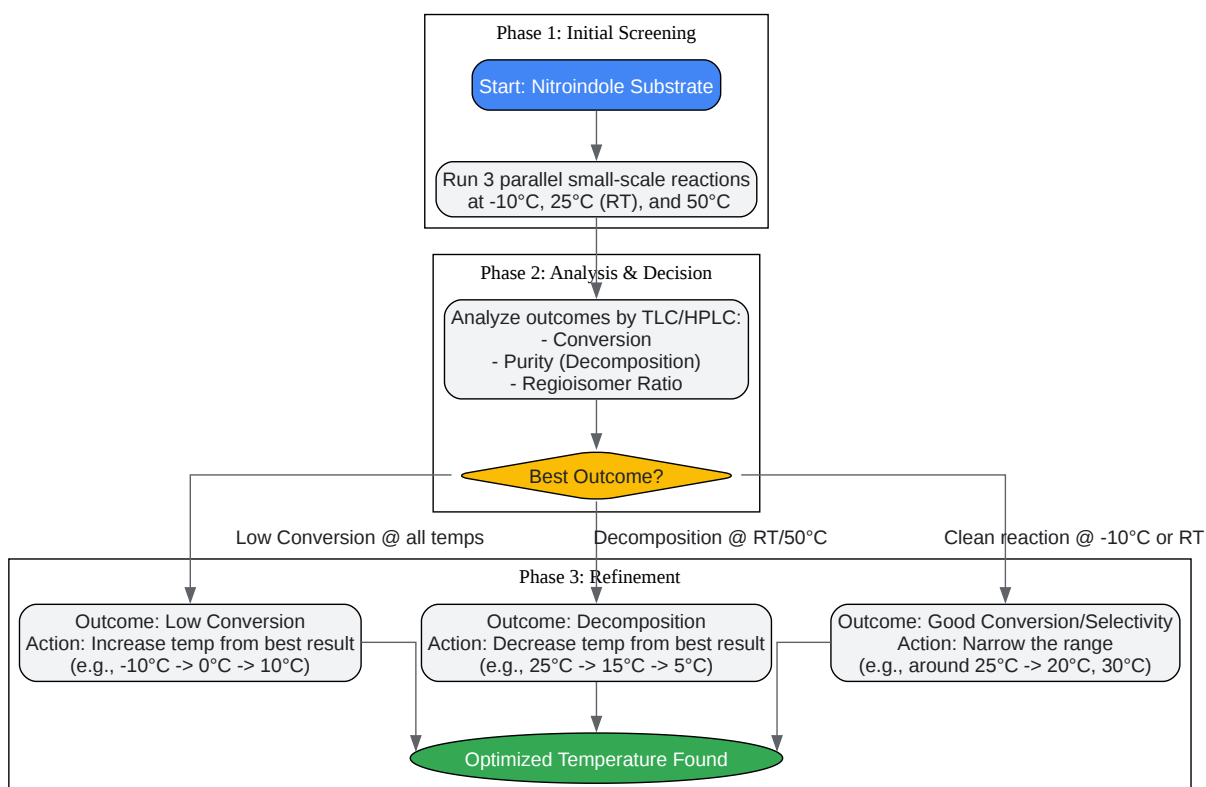 Phase 1: Initial Screening
Start: Nitroindole Substrate
Run 3 parallel small-scale reactions
at -10°C, 25°C (RT), and 50°C
Phase 2: Analysis & Decision
Analyze outcomes by TLC/HPLC:
- Conversion
- Purity (Decomposition)
- Regioisomer Ratio
Best Outcome?
Low Conversion @ all temps
Decomposition @ RT/50°C
Clean reaction @ -10°C or RT
Phase 3: Refinement
Outcome: Low Conversion
Action: Increase temp from best result
(e.g., -10°C -> 0°C -> 10°C)
Outcome: Decomposition
Action: Decrease temp from best result
(e.g., 25°C -> 15°C -> 5°C)
Outcome: Good Conversion/Selectivity
Action: Narrow the range
(e.g., around 25°C -> 20°C, 30°C)
Optimized Temperature Found